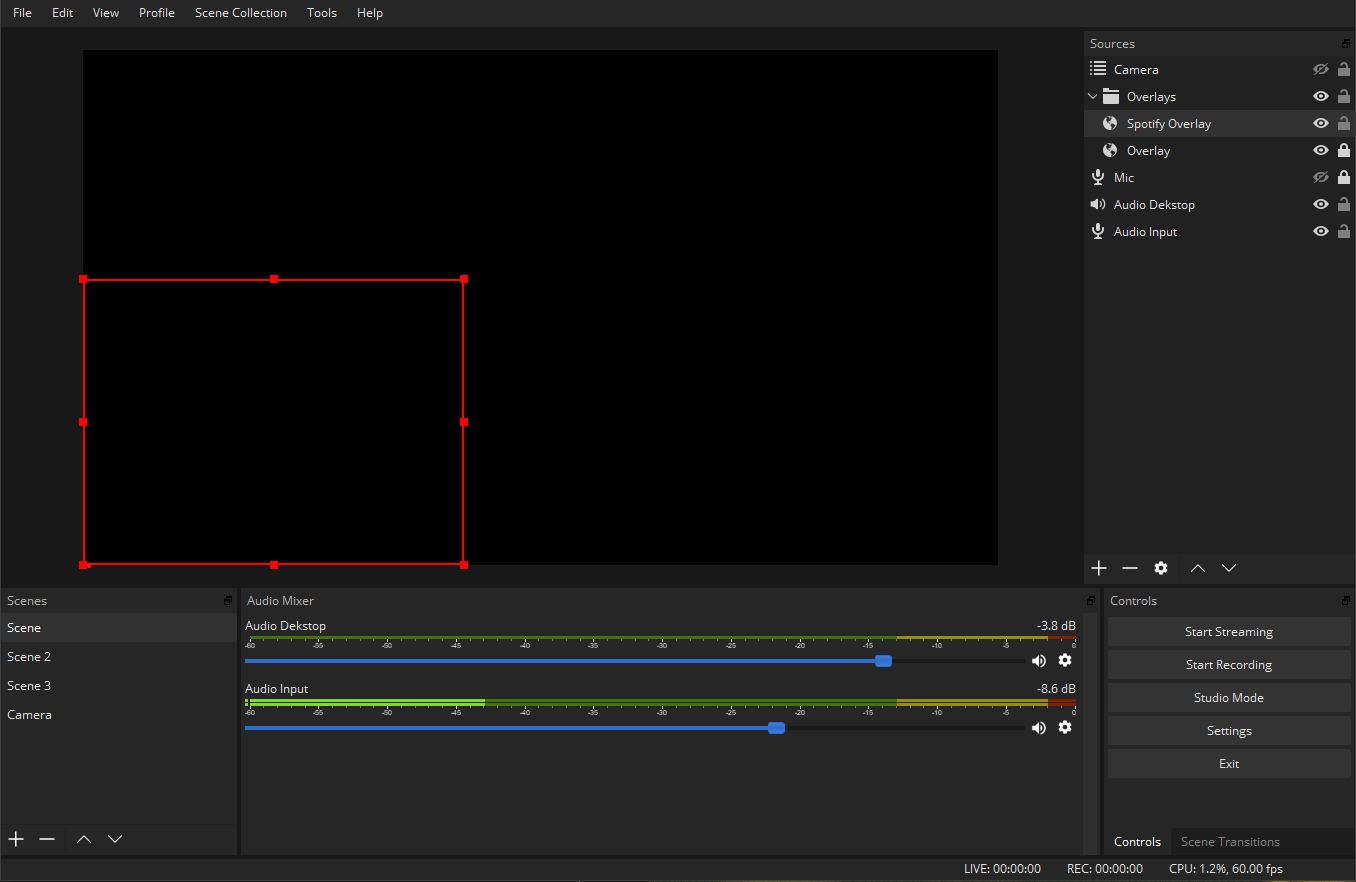 File Edit View Profile Scene Collection Tools Help
Sources
Camera
Overlays
Spotify Overlay
Overlay
Mic
Audio Dekstop
Audio Input
Scenes
Scene
Scene 2
Scene 3
Camera
Audio Mixer
Audio Dekstop -3.8 dB
-60 -55 -50 -45 -40 -35 -30 -25 -20 -15 -10 -5 0
Audio Input -8.6 dB
-60 -55 -50 -45 -40 -35 -30 -25 -20 -15 -10 -5 0
Controls
Start Streaming
Start Recording
Studio Mode
Settings
Exit
Controls Scene Transitions
LIVE: 00:00:00 REC: 00:00:00 CPU: 1.2%, 60.00 fps